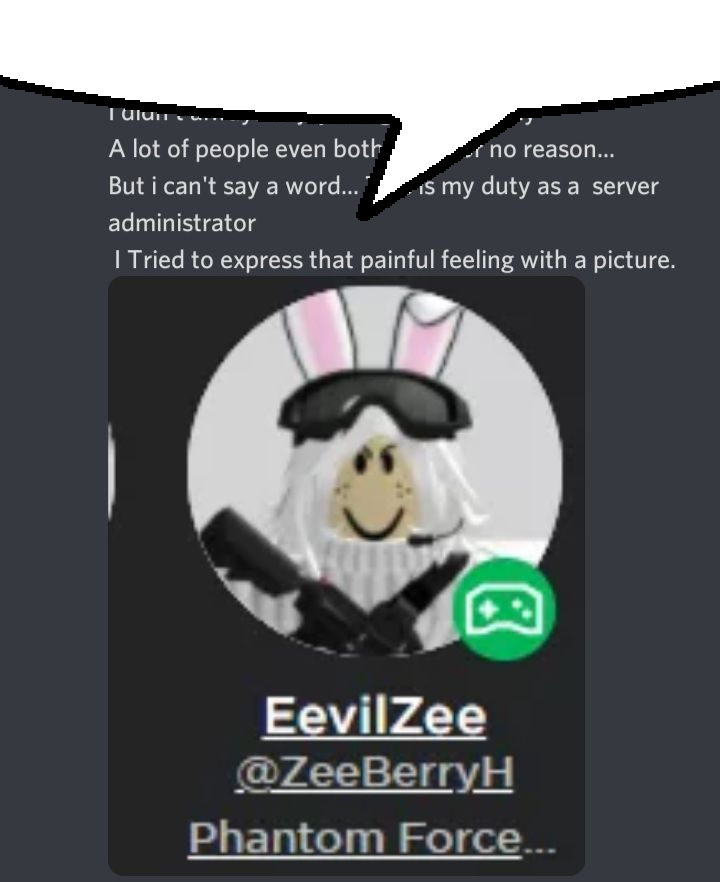 I didn't
A lot of people even both no reason...
But i can't say a word... is my duty as a server
administrator
I Tried to express that painful feeling with a picture.
EevilZee
@ZeeBerryH
Phantom Force...